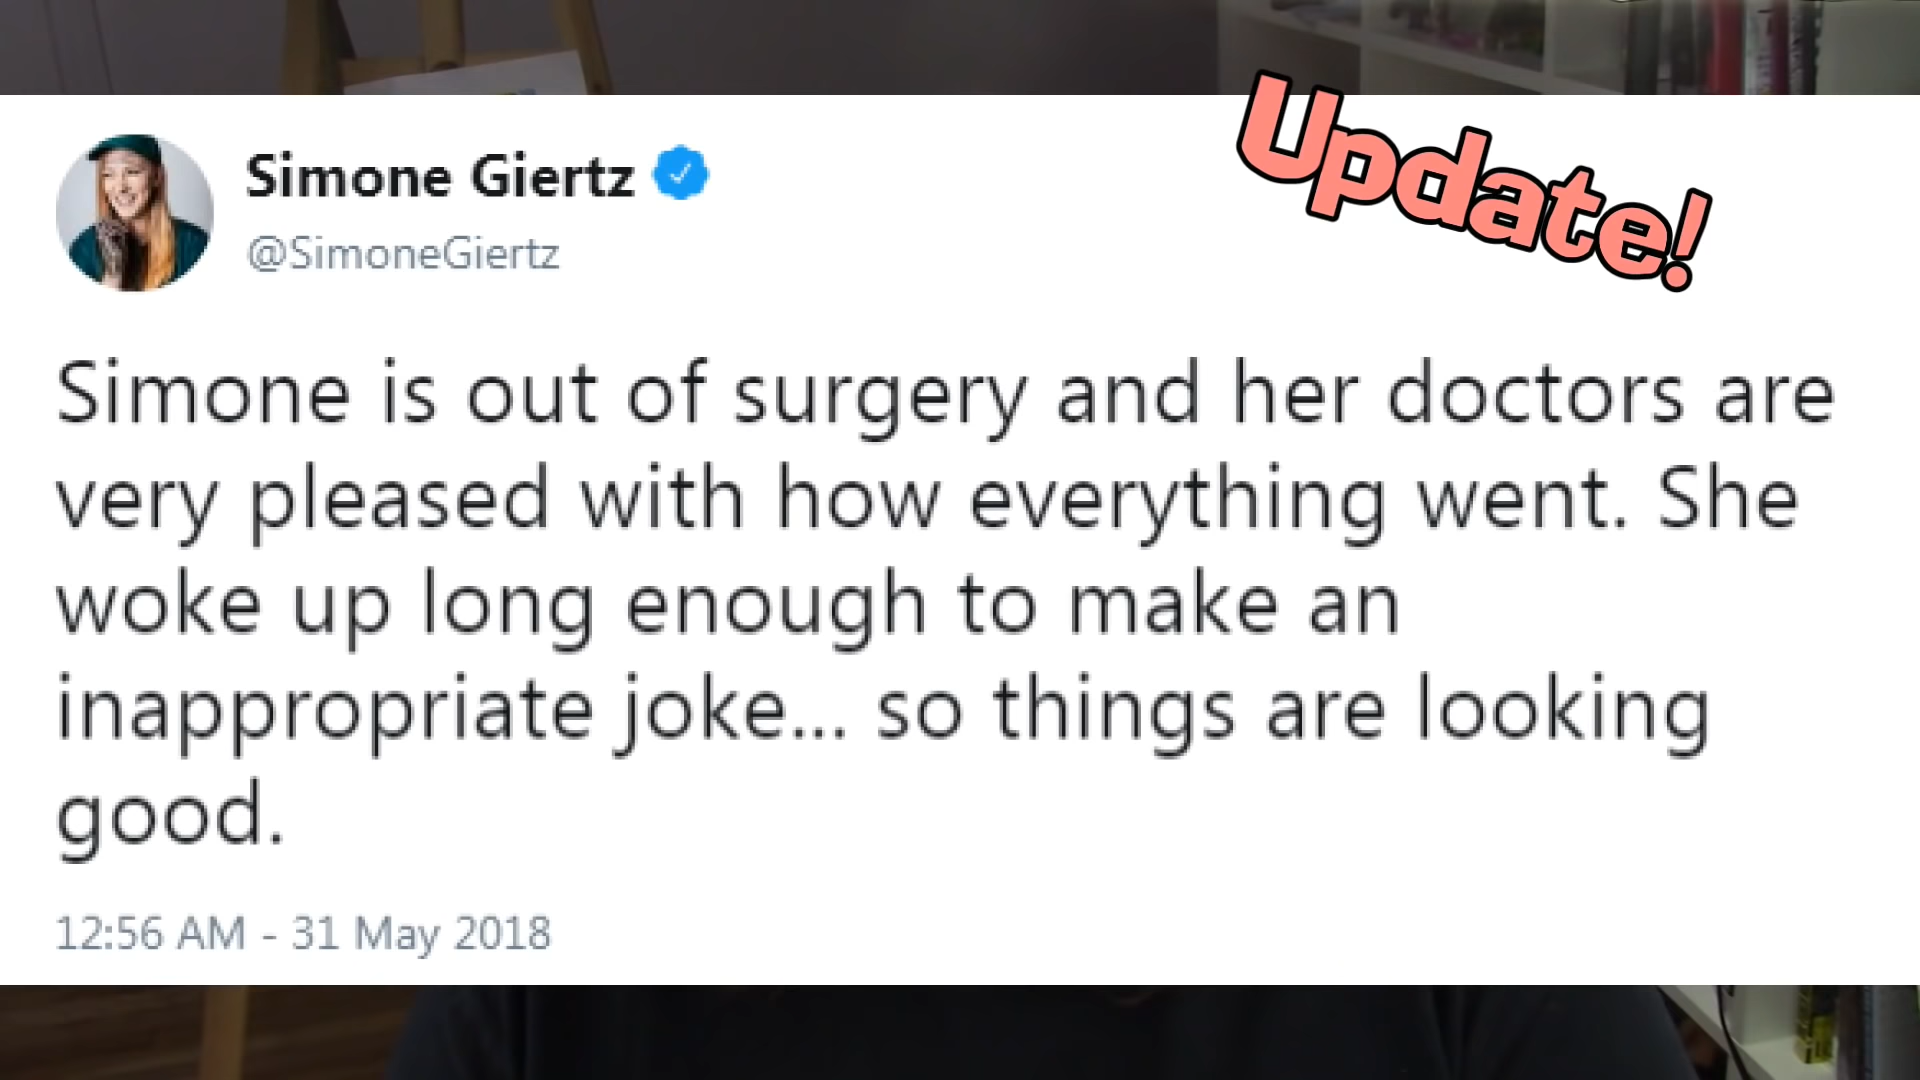 Simone Giertz
@SimoneGiertz
Update!
Simone is out of surgery and her doctors are
very pleased with how everything went. She
woke up long enough to make an
inappropriate joke... so things are looking
good.
12:56 AM - 31 May 2018